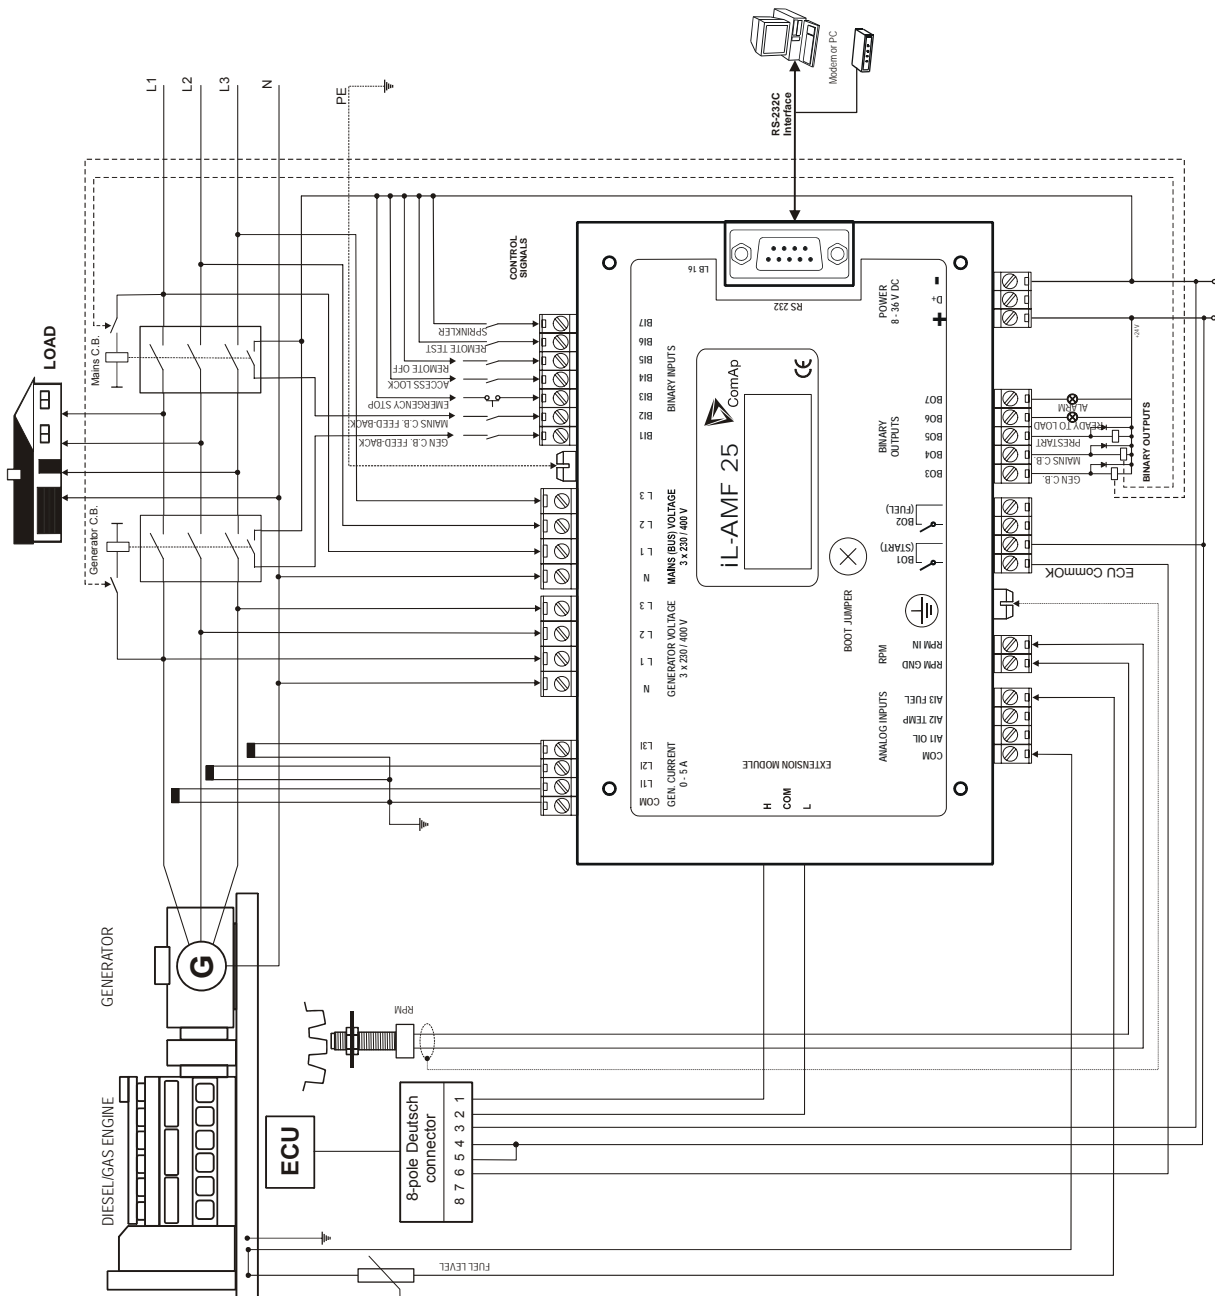 Modem or PC
RS-232C
Interface
L1
L2
L3
N
PE
LOAD
Mains C.B.
Generator C.B.
CONTROL
SIGNALS
SPRINKLER
REMOTE TEST
REMOTE OFF
ACCESS LOCK
EMERGENCY STOP
MAINS C.B. FEED-BACK
GEN C.B. FEED-BACK
LB 16
RS 232
BI7
BI6
BI5
BI4
BI3
BI2
BI1
BINARY INPUTS
L 3
L 2
L 1
N
MAINS (BUS) VOLTAGE
3 x 230 / 400 V
L 3
L 2
L 1
N
GENERATOR VOLTAGE
3 x 230 / 400 V
L3I
L2I
L1I
COM
GEN. CURRENT
0 - 5 A
iL-AMF 25
ComAp
CE
BOOT JUMPER
EXTENSION MODULE
H
COM
L
POWER
8 - 36 V DC
-
D+
+
+24 V
BINARY
OUTPUTS
BO7
BO6
BO5
BO4
BO3
ALARM
READY TO LOAD
PRESTART
MAINS C.B.
GEN C.B.
BINARY OUTPUTS
BO2
(FUEL)
BO1
(START)
ECU CommOK
RPM
RPM IN
RPM GND
ANALOG INPUTS
AI3 FUEL
AI2 TEMP
AI1 OIL
COM
GENERATOR
G
DIESEL/GAS ENGINE
RPM
ECU
8-pole Deutsch
connector
8 7 6 5 4 3 2 1
FUEL LEVEL